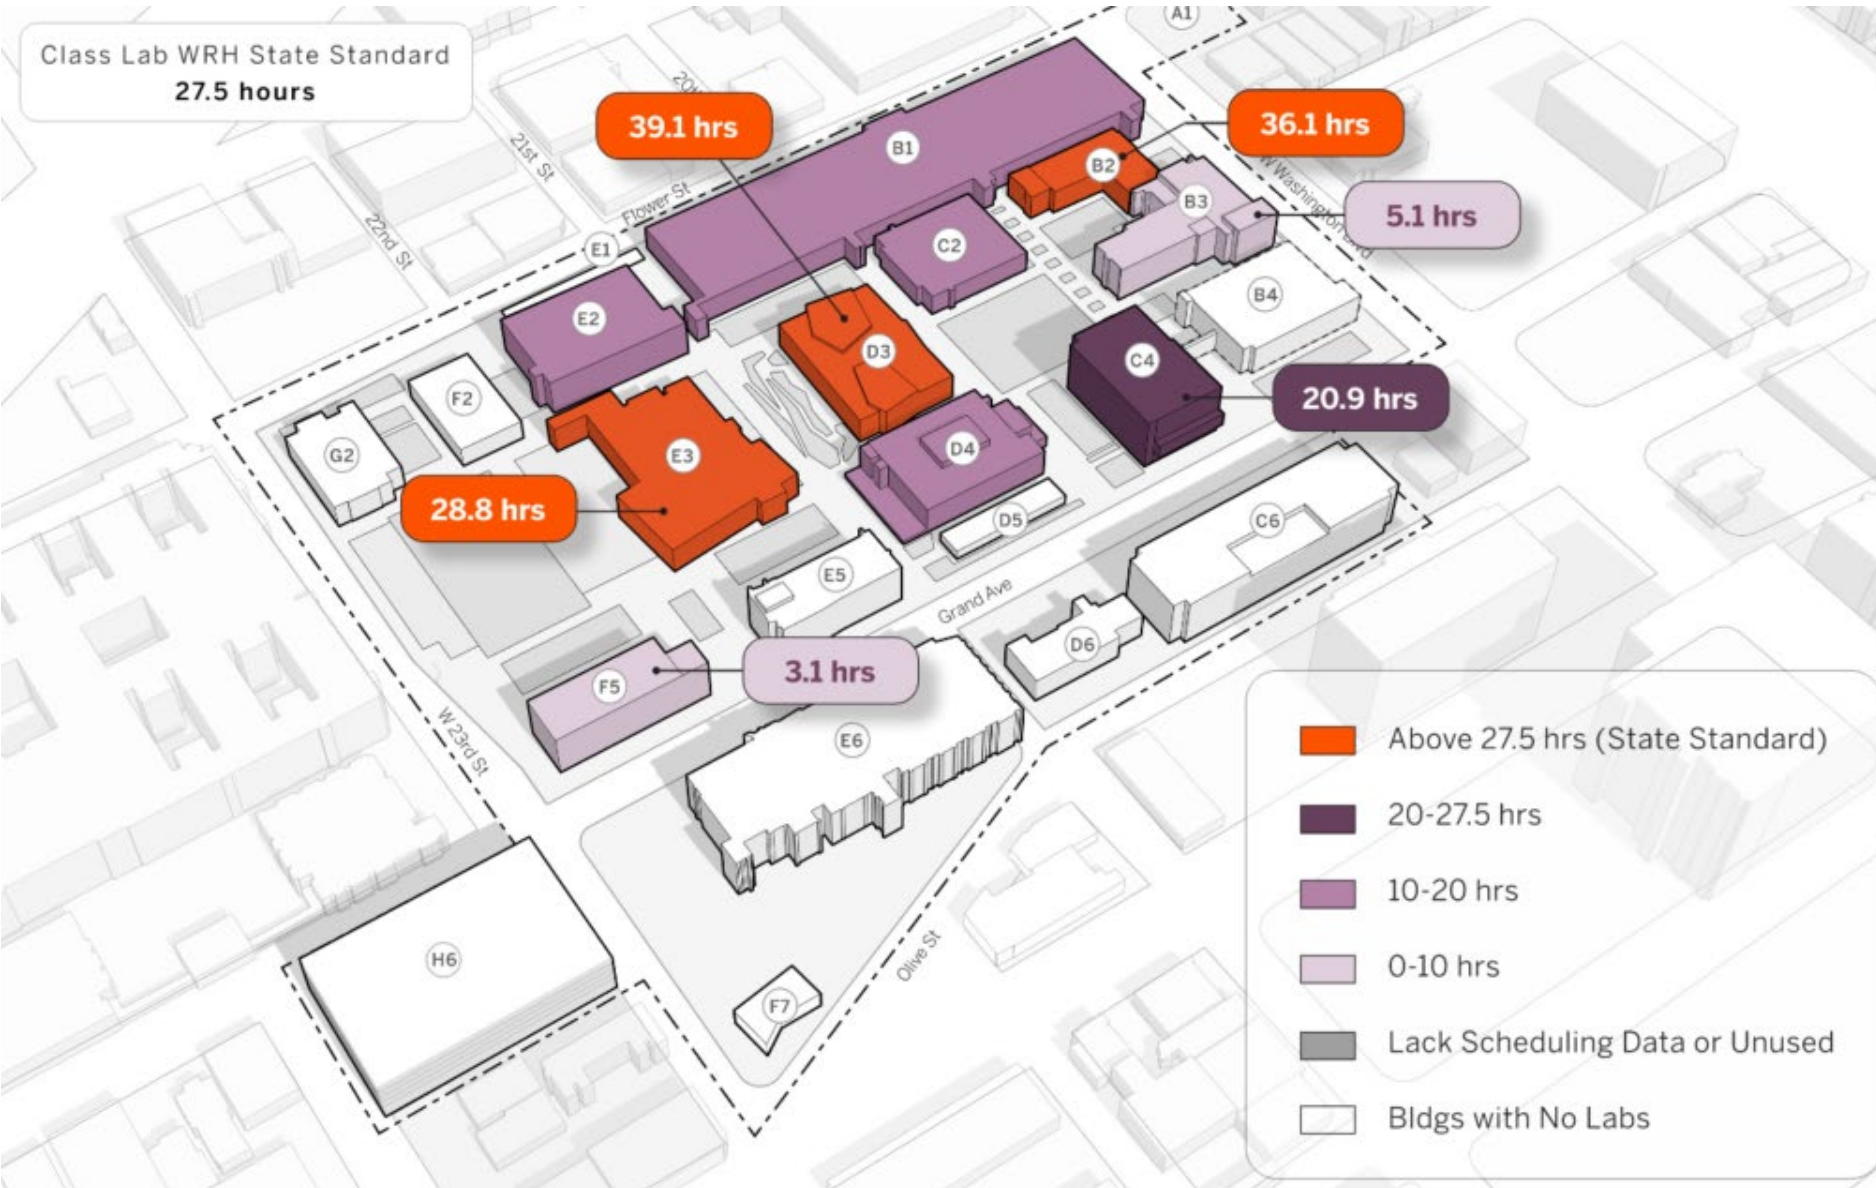 Class Lab WRH State Standard
27.5 hours
A1
21st St
22nd St
Flower St
W Washington Blvd
39.1 hrs
36.1 hrs
5.1 hrs
20.9 hrs
28.8 hrs
3.1 hrs
B1
B2
B3
B4
C2
C4
C6
D3
D4
D5
D6
E1
E2
E3
E5
E6
F2
F5
F7
G2
H6
Grand Ave
W 23rd St
Olive St
Above 27.5 hrs (State Standard)
20-27.5 hrs
10-20 hrs
0-10 hrs
Lack Scheduling Data or Unused
Bldgs with No Labs